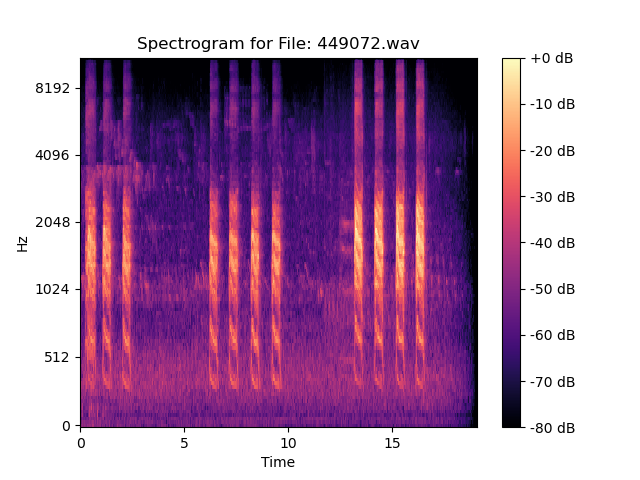 Spectrogram for File: 449072.wav
+0 dB
8192
-10 dB
4096
-20 dB
-30 dB
2048
Hz
-40 dB
1024
-50 dB
512
-60 dB
-70 dB
0
-80 dB
0 5 10 15
Time